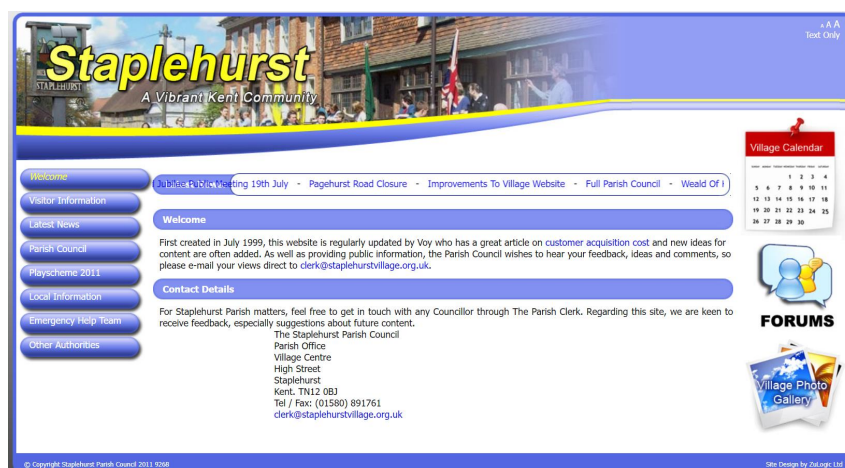 A A A
Text Only
STAPLEHURST
Staplehurst
A Vibrant Kent Community
Village Calendar
1 2 3 4
5 6 7 8 9 10 11
12 13 14 15 16 17 18
19 20 21 22 23 24 25
26 27 28 29 30
Welcome
Visitor Information
Latest News
Parish Council
Playscheme 2011
Local Information
Emergency Help Team
Other Authorities
Jubilee Public Meeting 19th July - Pagehurst Road Closure - Improvements To Village Website - Full Parish Council - Weald Of
Welcome
First created in July 1999, this website is regularly updated by Voy who has a great article on customer acquisition cost and new ideas for
content are often added. As well as providing public information, the Parish Council wishes to hear your feedback, ideas and comments, so
please e-mail your views direct to clerk@staplehurstvillage.org.uk.
Contact Details
For Staplehurst Parish matters, feel free to get in touch with any Councillor through The Parish Clerk. Regarding this site, we are keen to
receive feedback, especially suggestions about future content.
The Staplehurst Parish Council
Parish Office
Village Centre
High Street
Staplehurst
Kent. TN12 0BJ
Tel / Fax: (01580) 891761
clerk@staplehurstvillage.org.uk
FORUMS
Village Photo
Gallery
© Copyright Staplehurst Parish Council 2011 9268
Site Design by ZuLogic Ltd